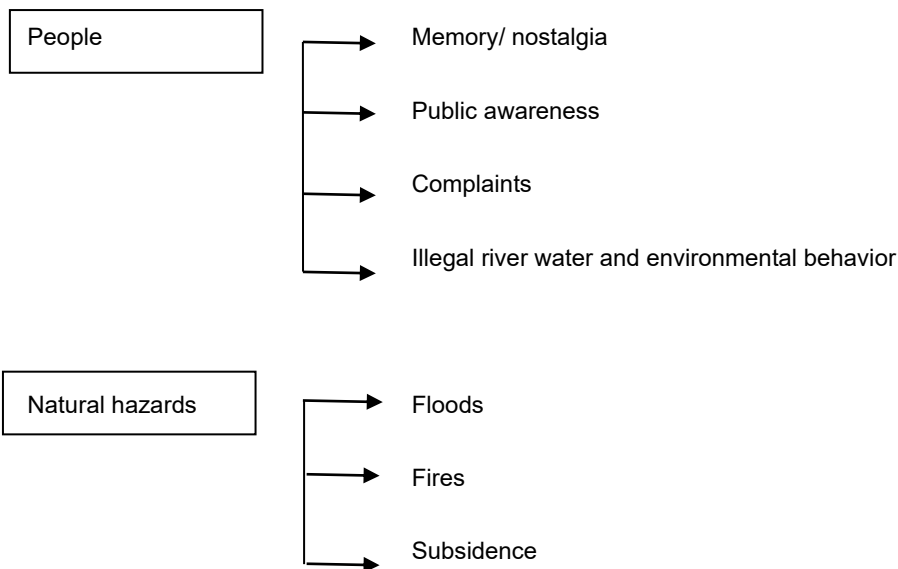 People
Memory/ nostalgia
Public awareness
Complaints
Illegal river water and environmental behavior
Natural hazards
Floods
Fires
Subsidence